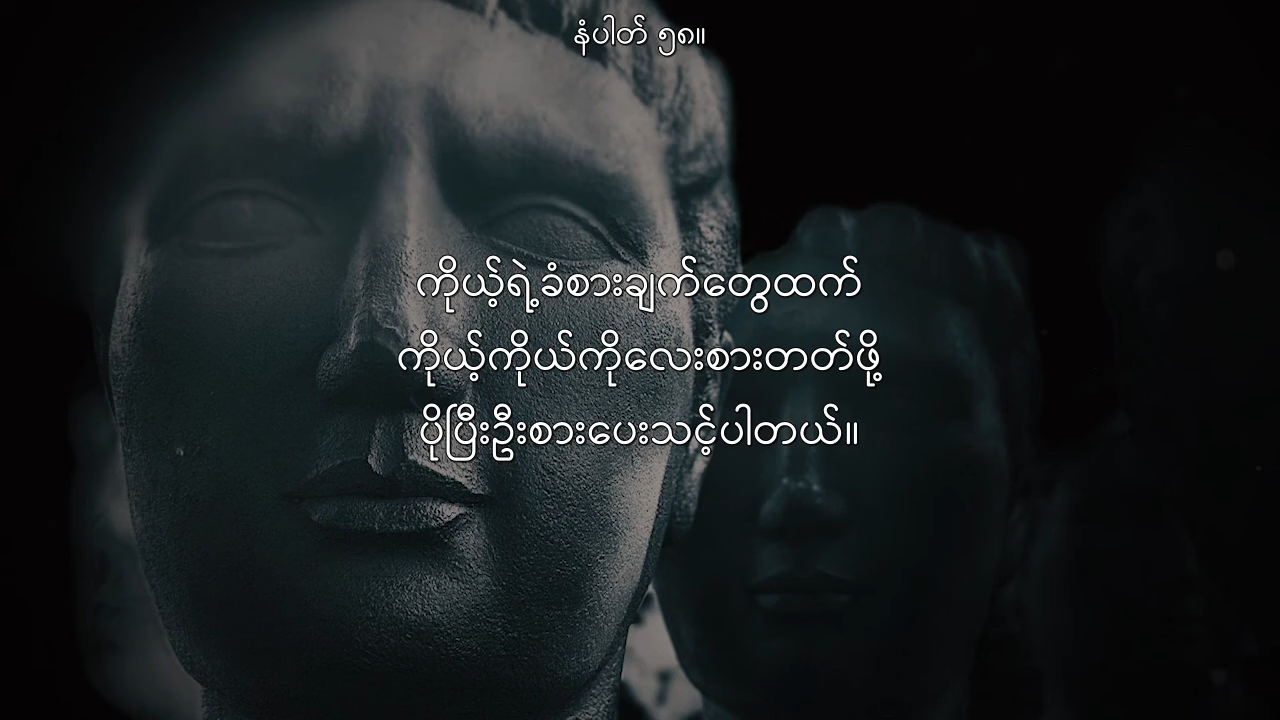 နံပါတ် ၅၈။
ကိုယ့်ရဲ့ခံစားချက်တွေထက်
ကိုယ့်ကိုယ်ကိုလေးစားတတ်ဖို့
ပိုပြီးဦးစားပေးသင့်ပါတယ်။